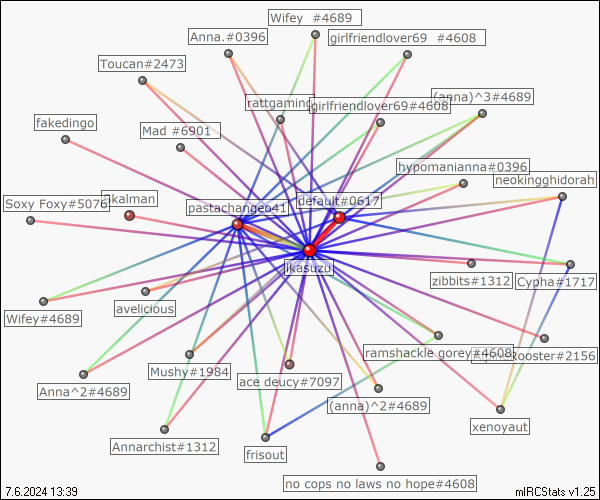 Wifey  #4689
Anna.#0396
girlfriendlover69  #4608
Toucan#2473
(anna)^3#4689
rattgaming
girlfriendlover69#4608
fakedingo
Mad #6901
hypomanianna#0396
neokingghidorah
default#0617
Soxy Foxy#5076
pastachangeo41
ikasuzu
zibbits#1312
Cypha#1717
Wifey#4689
avelicious
ramshackle gorey#4608
Rooster#2156
Mushy#1984
ace deucy#7097
Anna^2#4689
(anna)^2#4689
xenoyaut
Annarchist#1312
frisout
no cops no laws no hope#4608
7.6.2024 13:39
mIRCStats v1.25